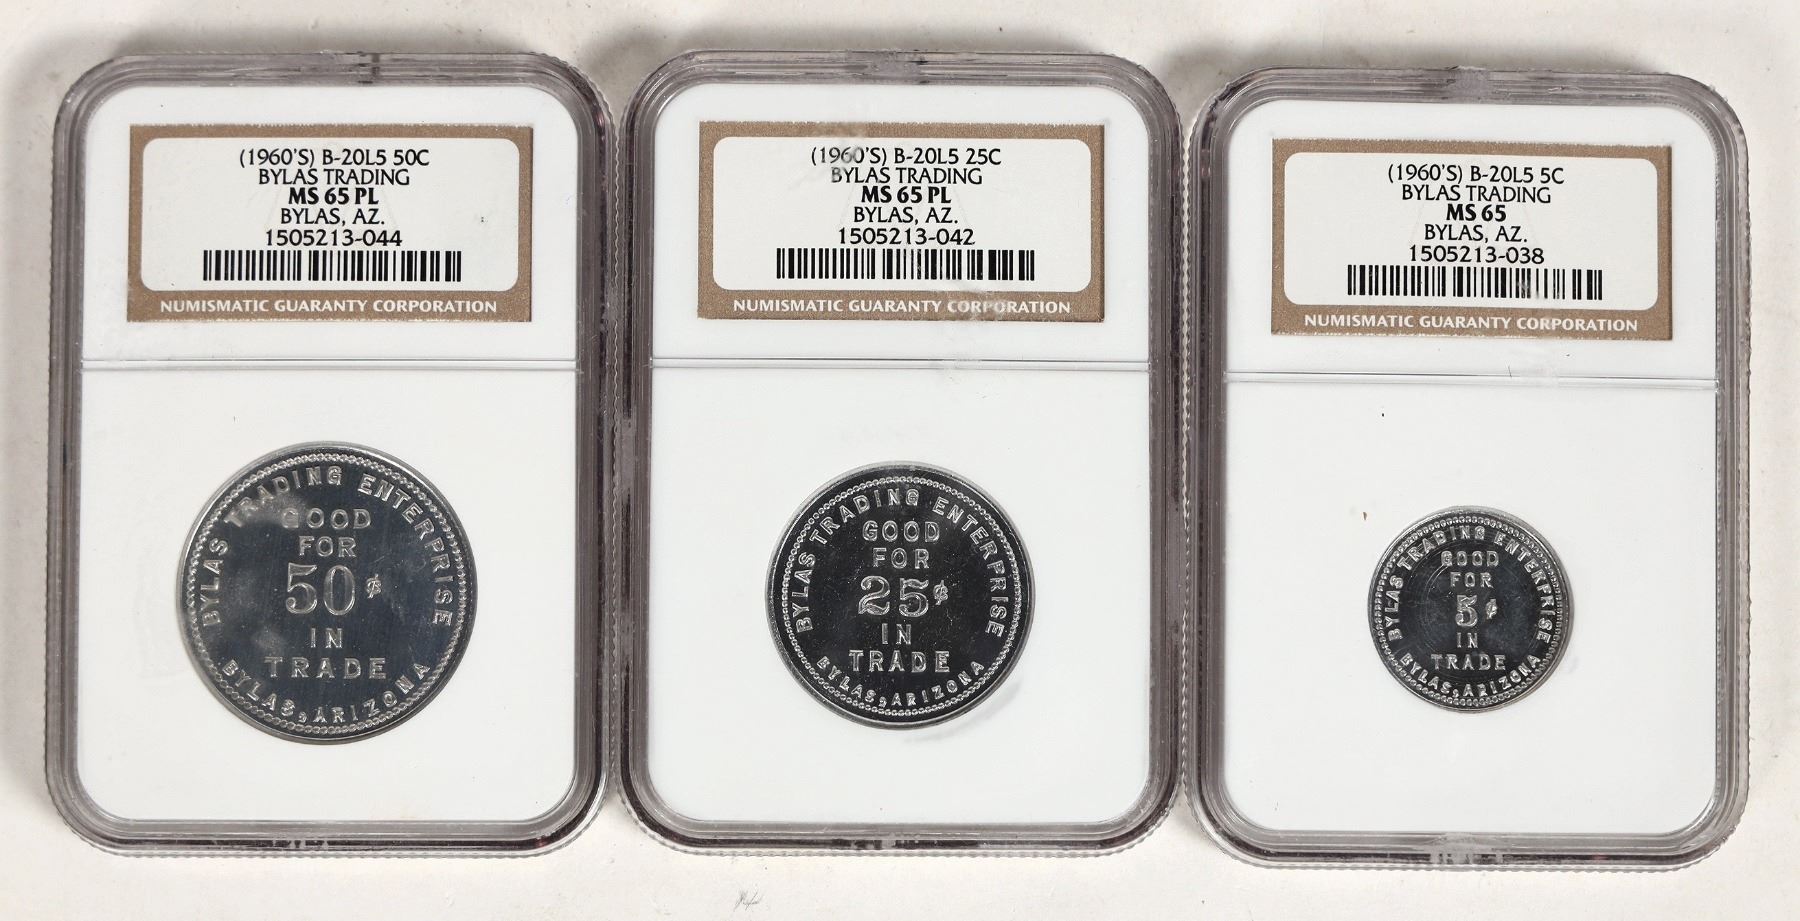 (1960'S) B-20L5 50C
BYLAS TRADING
MS 65 PL
BYLAS, AZ.
1505213-044
NUMISMATIC GUARANTY CORPORATION
BYLAS TRADING ENTERPRISE
GOOD
FOR
50¢
IN
TRADE
BYLAS, ARIZONA
(1960'S) B-20L5 25C
BYLAS TRADING
MS 65 PL
BYLAS, AZ.
1505213-042
NUMISMATIC GUARANTY CORPORATION
BYLAS TRADING ENTERPRISE
GOOD
FOR
25¢
IN
TRADE
BYLAS, ARIZONA
(1960'S) B-20L5 5C
BYLAS TRADING
MS 65
BYLAS, AZ.
1505213-038
NUMISMATIC GUARANTY CORPORATION
BYLAS TRADING ENTERPRISE
GOOD
FOR
5¢
IN
TRADE
BYLAS, ARIZONA